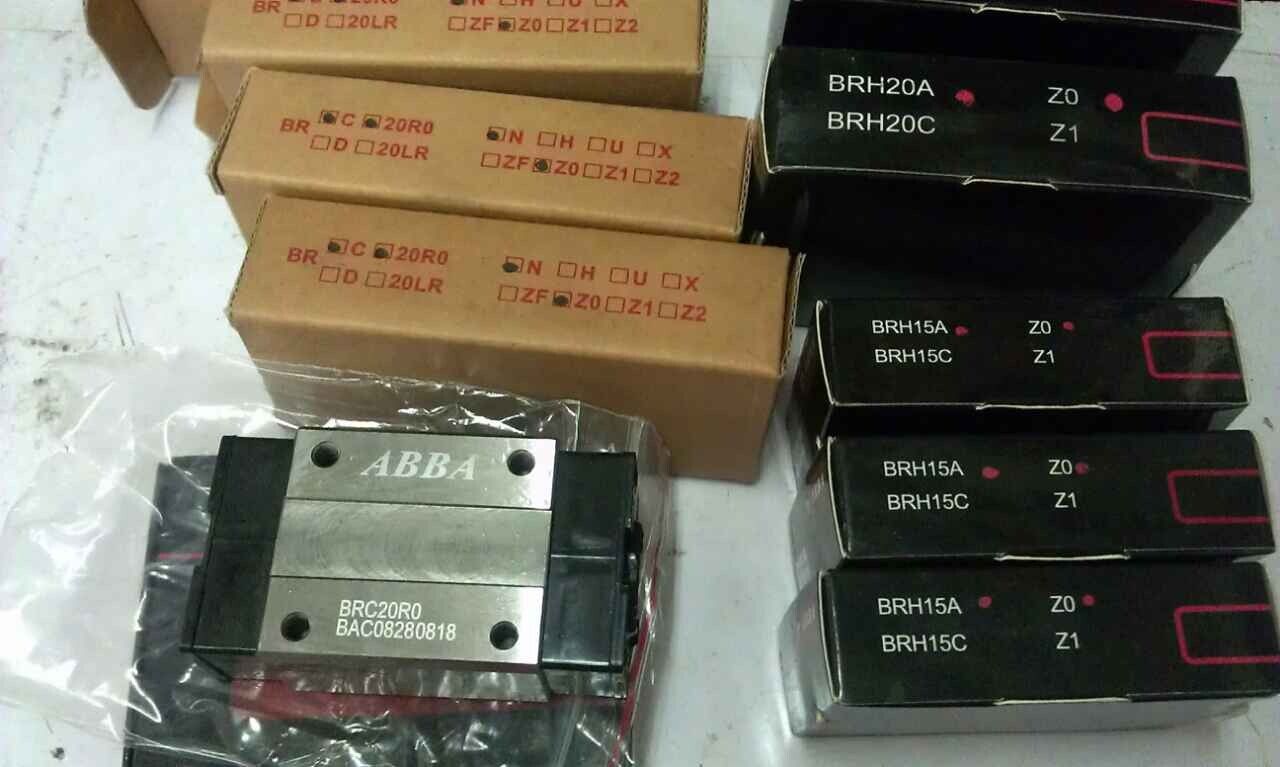 BR
20R0
N H U X
D 20LR
ZF Z0 Z1 Z2
BR C 20R0
N H U X
D 20LR
ZF Z0 Z1 Z2
BR C 20R0
N H U X
D 20LR
ZF Z0 Z1 Z2
BRH20A Z0
BRH20C Z1
BRH15A Z0
BRH15C Z1
BRH15A Z0
BRH15C Z1
BRH15A Z0
BRH15C Z1
ABBA
BRC20R0
BAC08280818